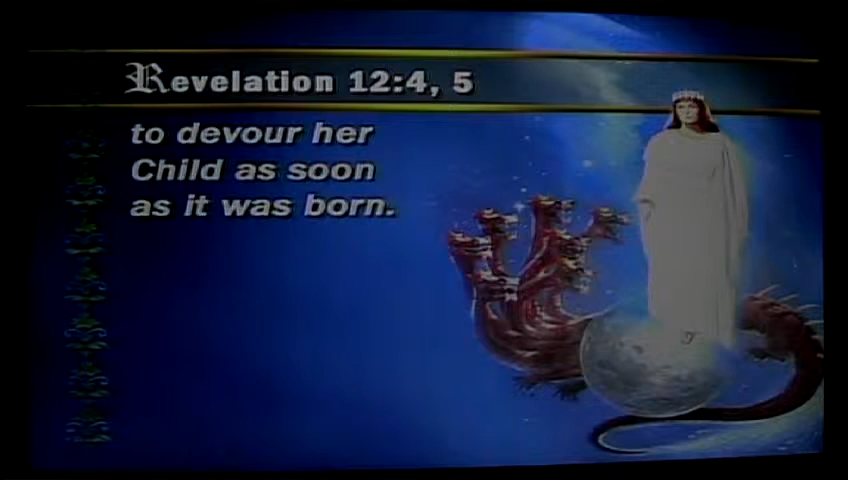 Revelation 12:4, 5
to devour her
Child as soon
as it was born.